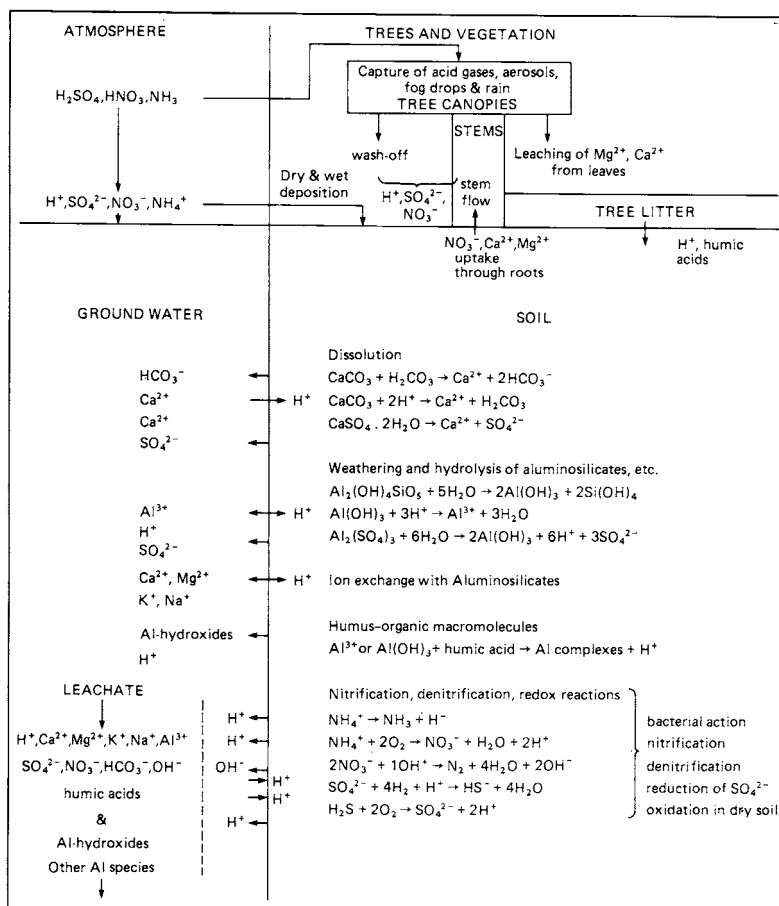 ATMOSPHERE
TREES AND VEGETATION
Capture of acid gases, aerosols,
fog drops & rain
TREE CANOPIES
H₂SO₄,HNO₃,NH₃
STEMS
wash-off
Leaching of Mg²⁺, Ca²⁺
from leaves
Dry & wet
deposition
H⁺,SO₄²⁻,
NO₃⁻
stem
flow
H⁺,SO₄²⁻,NO₃⁻,NH₄⁺
TREE LITTER
NO₃⁻,Ca²⁺,Mg²⁺
uptake
through roots
H⁺, humic
acids
GROUND WATER
SOIL
Dissolution
HCO₃⁻
CaCO₃ + H₂CO₃ → Ca²⁺ + 2HCO₃⁻
Ca²⁺
H⁺
CaCO₃ + 2H⁺ → Ca²⁺ + H₂CO₃
Ca²⁺
CaSO₄ . 2H₂O → Ca²⁺ + SO₄²⁻
SO₄²⁻
Weathering and hydrolysis of aluminosilicates, etc.
Al₂(OH)₄SiO₅ + 5H₂O → 2Al(OH)₃ + 2Si(OH)₄
Al³⁺
H⁺
Al(OH)₃ + 3H⁺ → Al³⁺ + 3H₂O
H⁺
SO₄²⁻
Al₂(SO₄)₃ + 6H₂O → 2Al(OH)₃ + 6H⁺ + 3SO₄²⁻
Ca²⁺, Mg²⁺
H⁺
Ion exchange with Aluminosilicates
K⁺, Na⁺
Humus–organic macromolecules
Al-hydroxides
Al³⁺or Al(OH)₃+ humic acid → Al complexes + H⁺
H⁺
LEACHATE
Nitrification, denitrification, redox reactions
H⁺
NH₄⁺ → NH₃ + H⁻
bacterial action
H⁺,Ca²⁺,Mg²⁺,K⁺,Na⁺,Al³⁺
H⁺
NH₄⁺ + 2O₂ → NO₃⁻ + H₂O + 2H⁺
nitrification
SO₄²⁻,NO₃⁻,HCO₃⁻,OH⁻
OH⁻
2NO₃⁻ + 10H⁺ → N₂ + 4H₂O + 2OH⁻
denitrification
H⁺
SO₄²⁻ + 4H₂ + H⁺ → HS⁻ + 4H₂O
reduction of SO₄²⁻
humic acids
H⁺
H₂S + 2O₂ → SO₄²⁻ + 2H⁺
oxidation in dry soil
&
H⁺
Al-hydroxides
Other Al species